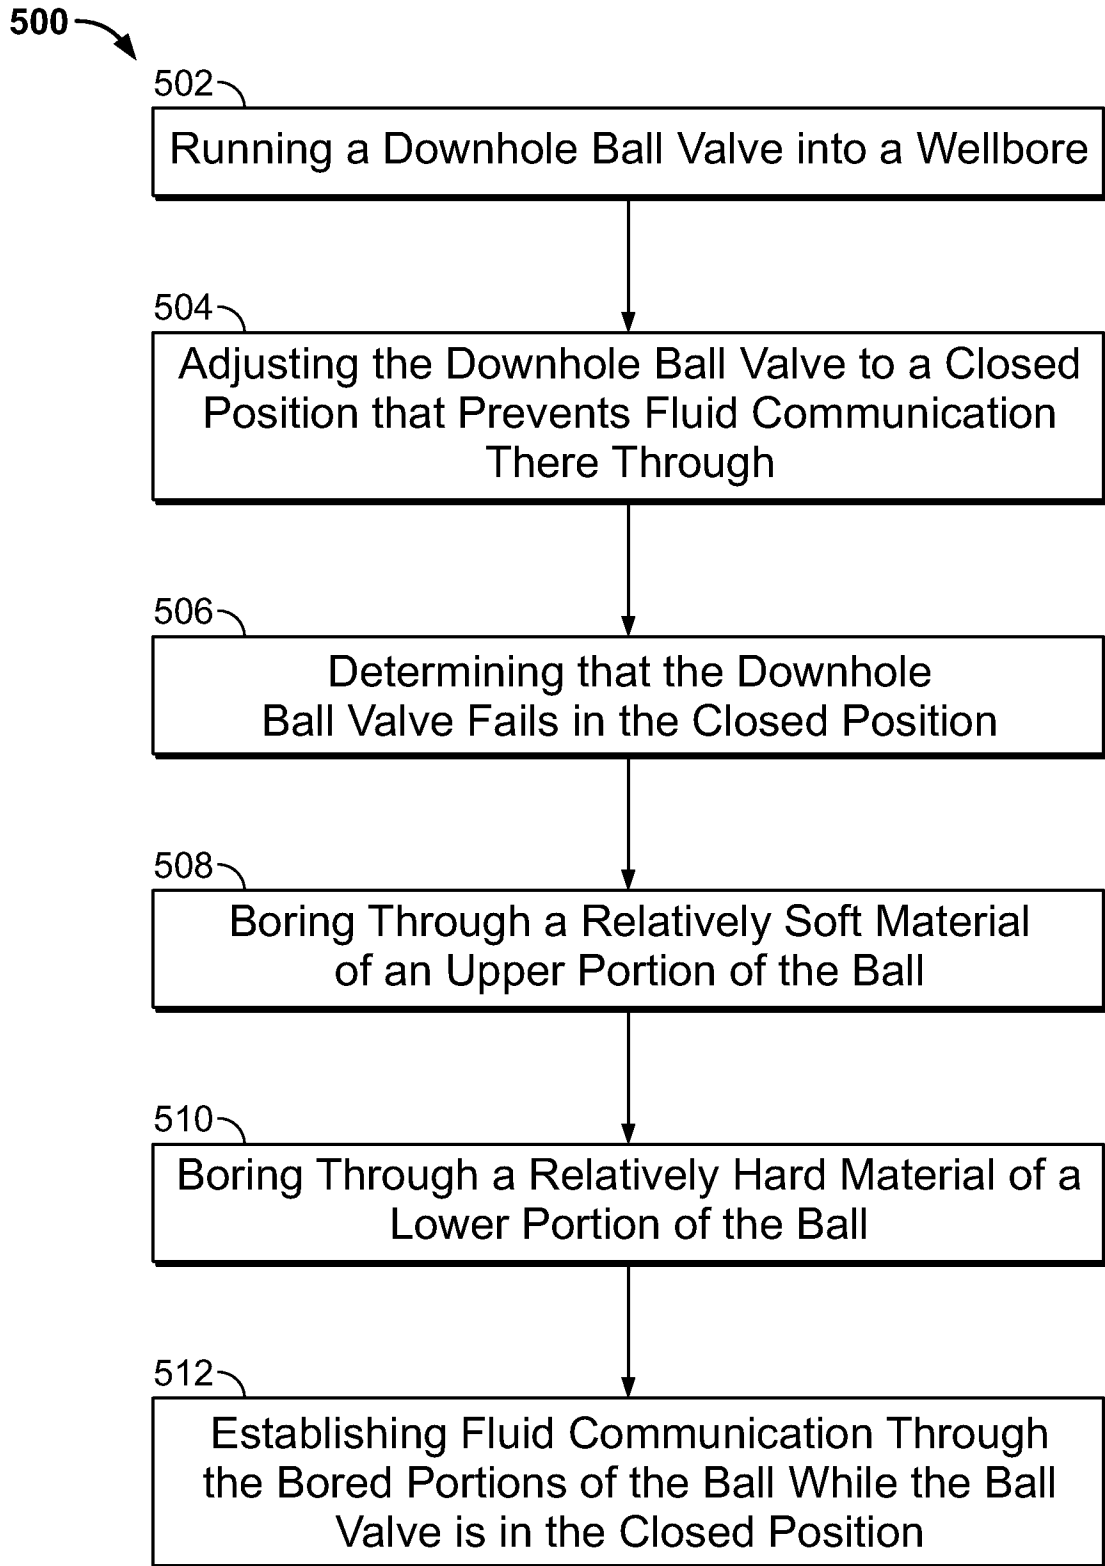 500
502
Running a Downhole Ball Valve into a Wellbore
504
Adjusting the Downhole Ball Valve to a Closed
Position that Prevents Fluid Communication
There Through
506
Determining that the Downhole
Ball Valve Fails in the Closed Position
508
Boring Through a Relatively Soft Material
of an Upper Portion of the Ball
510
Boring Through a Relatively Hard Material of a
Lower Portion of the Ball
512
Establishing Fluid Communication Through
the Bored Portions of the Ball While the Ball
Valve is in the Closed Position